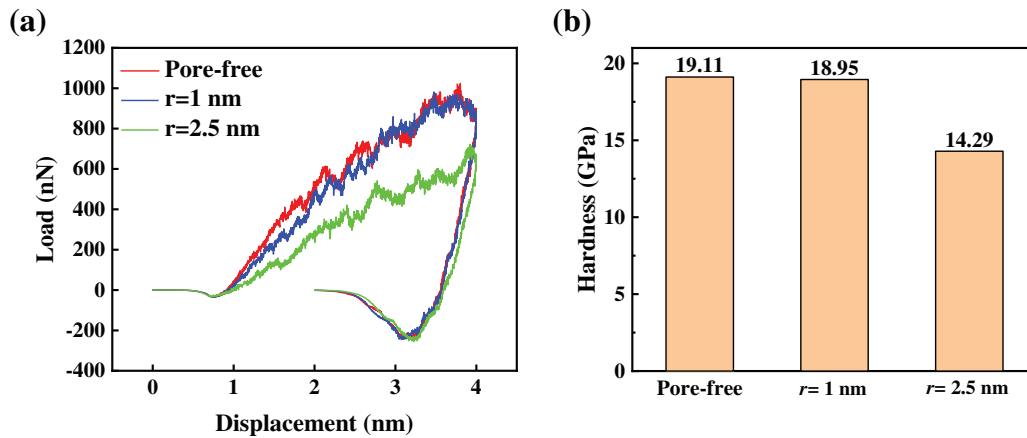 (a)
Load (nN)
1200
1000
800
600
400
200
0
-200
-400
Pore-free
r=1 nm
r=2.5 nm
0 1 2 3 4
Displacement (nm)
(b)
Hardness (GPa)
20
15
10
5
0
19.11
18.95
14.29
Pore-free r= 1 nm r= 2.5 nm